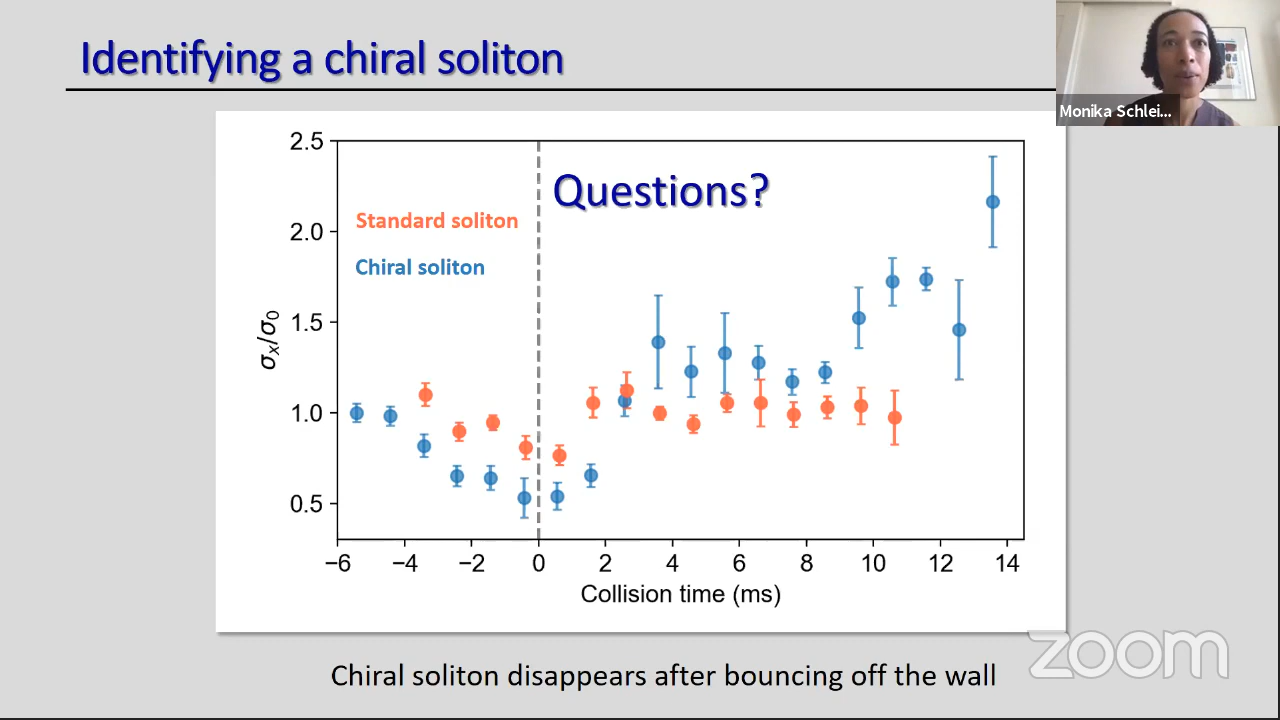 Identifying a chiral soliton
Monika Schlei...
Questions?
Standard soliton
Chiral soliton
2.5
2.0
1.5
1.0
0.5
σx/σ0
−6 −4 −2 0 2 4 6 8 10 12 14
Collision time (ms)
Chiral soliton disappears after bouncing off the wall
zoom